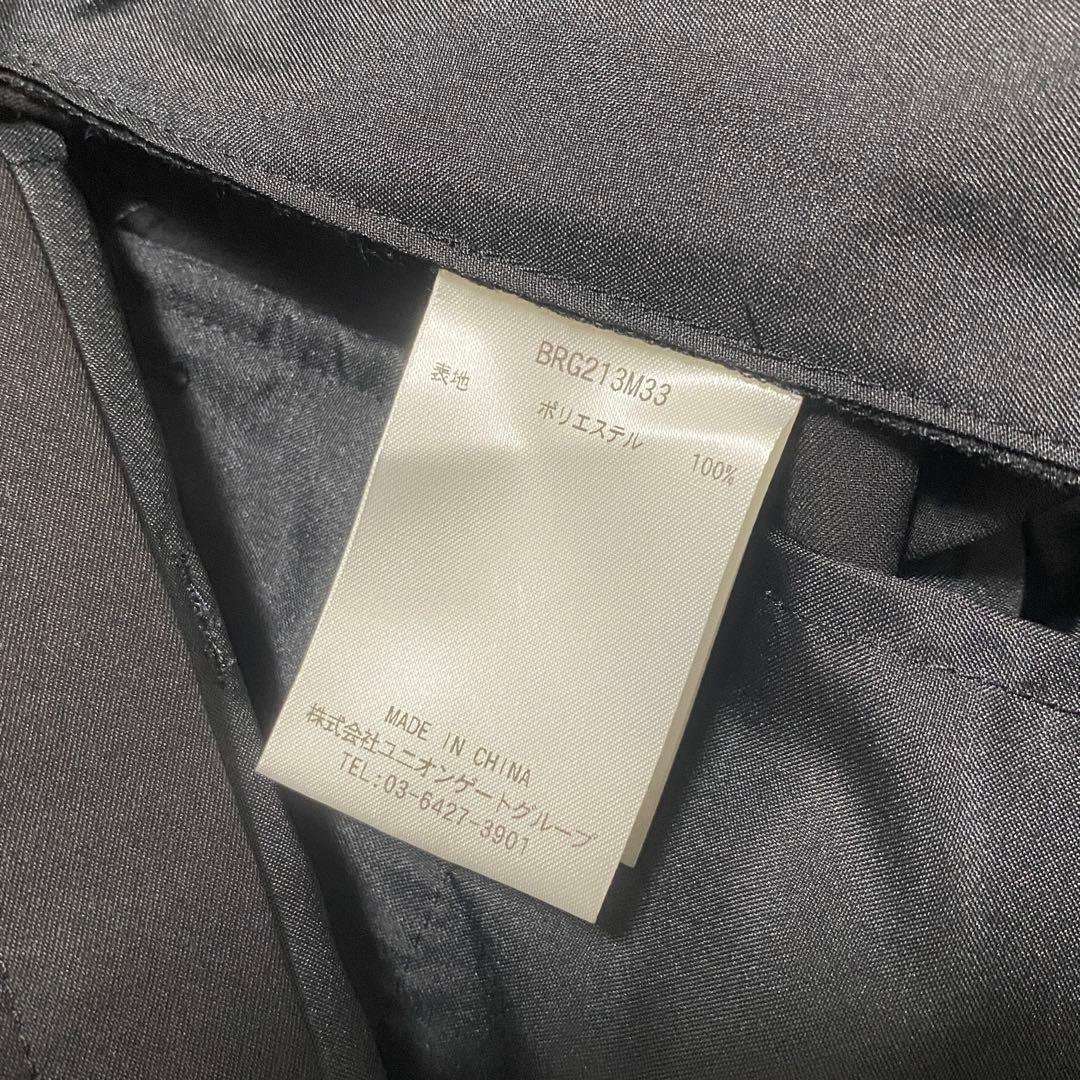 BRG213M33
表地 ポリエステル 100%
MADE IN CHINA
株式会社ユニオンゲートグループ
TEL:03-6427-3901